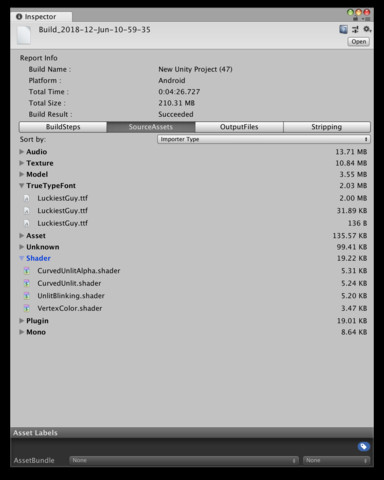 Inspector
Build_2018-12-Jun-10-59-35
Open
Report Info
Build Name : New Unity Project (47)
Platform : Android
Total Time : 0:04:26.727
Total Size : 210.31 MB
Build Result : Succeeded
BuildSteps SourceAssets OutputFiles Stripping
Sort by: Importer Type
Audio 13.71 MB
Texture 10.84 MB
Model 3.55 MB
TrueTypeFont 2.03 MB
LuckiestGuy.ttf 2.00 MB
LuckiestGuy.ttf 31.89 KB
LuckiestGuy.ttf 136 B
Asset 135.57 KB
Unknown 99.41 KB
Shader 19.22 KB
CurvedUnlitAlpha.shader 5.31 KB
CurvedUnlit.shader 5.24 KB
UnlitBlinking.shader 5.20 KB
VertexColor.shader 3.47 KB
Plugin 19.01 KB
Mono 8.64 KB
Asset Labels
AssetBundle None None